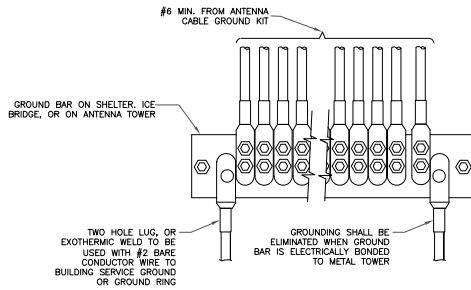 #6 MIN. FROM ANTENNA
CABLE GROUND KIT
GROUND BAR ON SHELTER. ICE
BRIDGE, OR ON ANTENNA TOWER
TWO HOLE LUG, OR
EXOTHERMIC WELD TO BE
USED WITH #2 BARE
CONDUCTOR WIRE TO
BUILDING SERVICE GROUND
OR GROUND RING
GROUNDING SHALL BE
ELIMINATED WHEN GROUND
BAR IS ELECTRICALLY BONDED
TO METAL TOWER